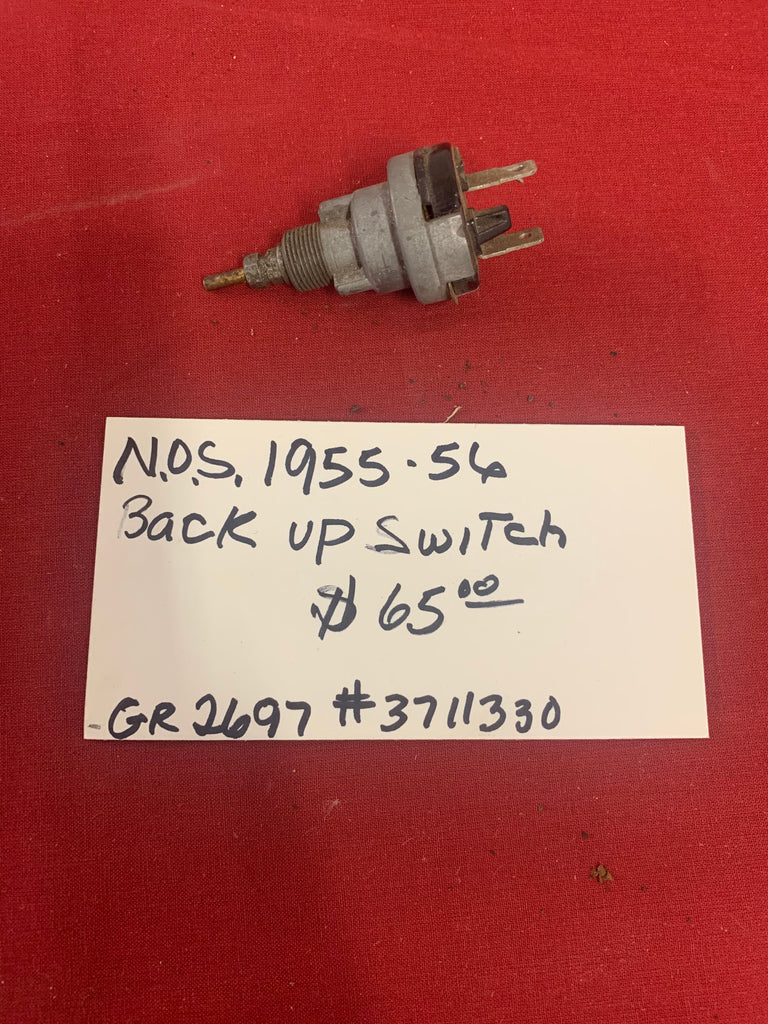 N.O.S. 1955-56
Back up Switch
$65.00
GR 2697 #3711330